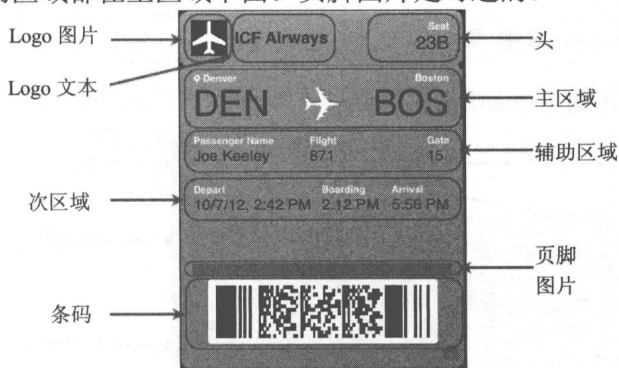 Logo 图片
ICF Airways
Seat
23B
头
Logo 文本
Denver
Boston
DEN
BOS
主区域
Passenger Name Flight Gate
Joe Keeley 871 15
辅助区域
次区域
Depart Boarding Arrival
10/7/12, 2:42 PM 2:12 PM 5:56 PM
页脚
图片
条码